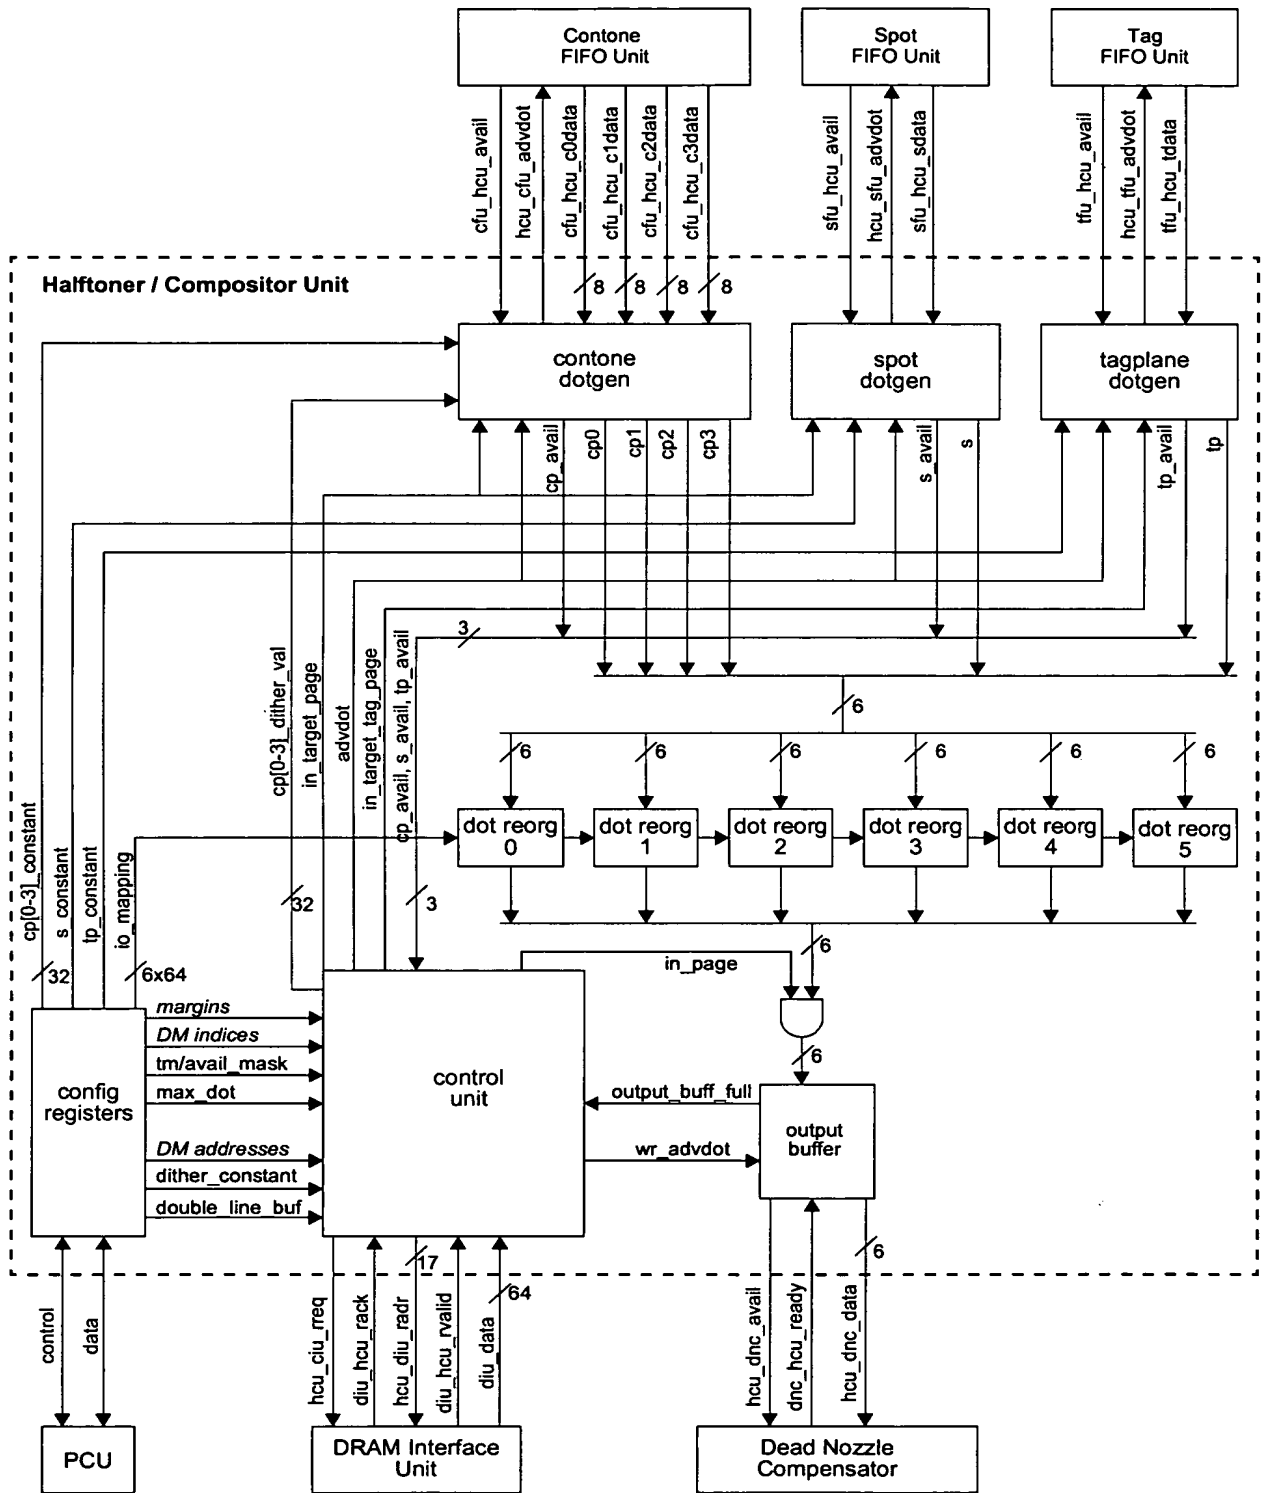 Contone
FIFO Unit
Spot
FIFO Unit
Tag
FIFO Unit
cfu_hcu_avail
hcu_cfu_advdot
cfu_hcu_c0data
cfu_hcu_c1data
cfu_hcu_c2data
cfu_hcu_c3data
sfu_hcu_avail
hcu_sfu_advdot
sfu_hcu_sdata
tfu_hcu_avail
hcu_tfu_advdot
tfu_hcu_tdata
Halftoner / Compositor Unit
8
8
8
8
contone
dotgen
spot
dotgen
tagplane
dotgen
cp_avail
cp0
cp1
cp2
cp3
s_avail
s
tp_avail
tp
3
cp[0-3]_dither_val
in_target_page
advdot
in_target_tag_page
cp_avail, s_avail, tp_avail
6
6
6
6
6
6
6
dot reorg
0
dot reorg
1
dot reorg
2
dot reorg
3
dot reorg
4
dot reorg
5
cp[0-3]_constant
s_constant
tp_constant
io_mapping
32
3
32
6x64
in_page
6
6
margins
DM indices
tm/avail_mask
max_dot
DM addresses
dither_constant
double_line_buf
config
registers
control
unit
output_buff_full
wr_advdot
output
buffer
17
64
6
control
data
hcu_ciu_rreq
diu_hcu_rack
hcu_diu_radr
diu_hcu_rvalid
diu_data
hcu_dnc_avail
dnc_hcu_ready
hcu_dnc_data
PCU
DRAM Interface
Unit
Dead Nozzle
Compensator